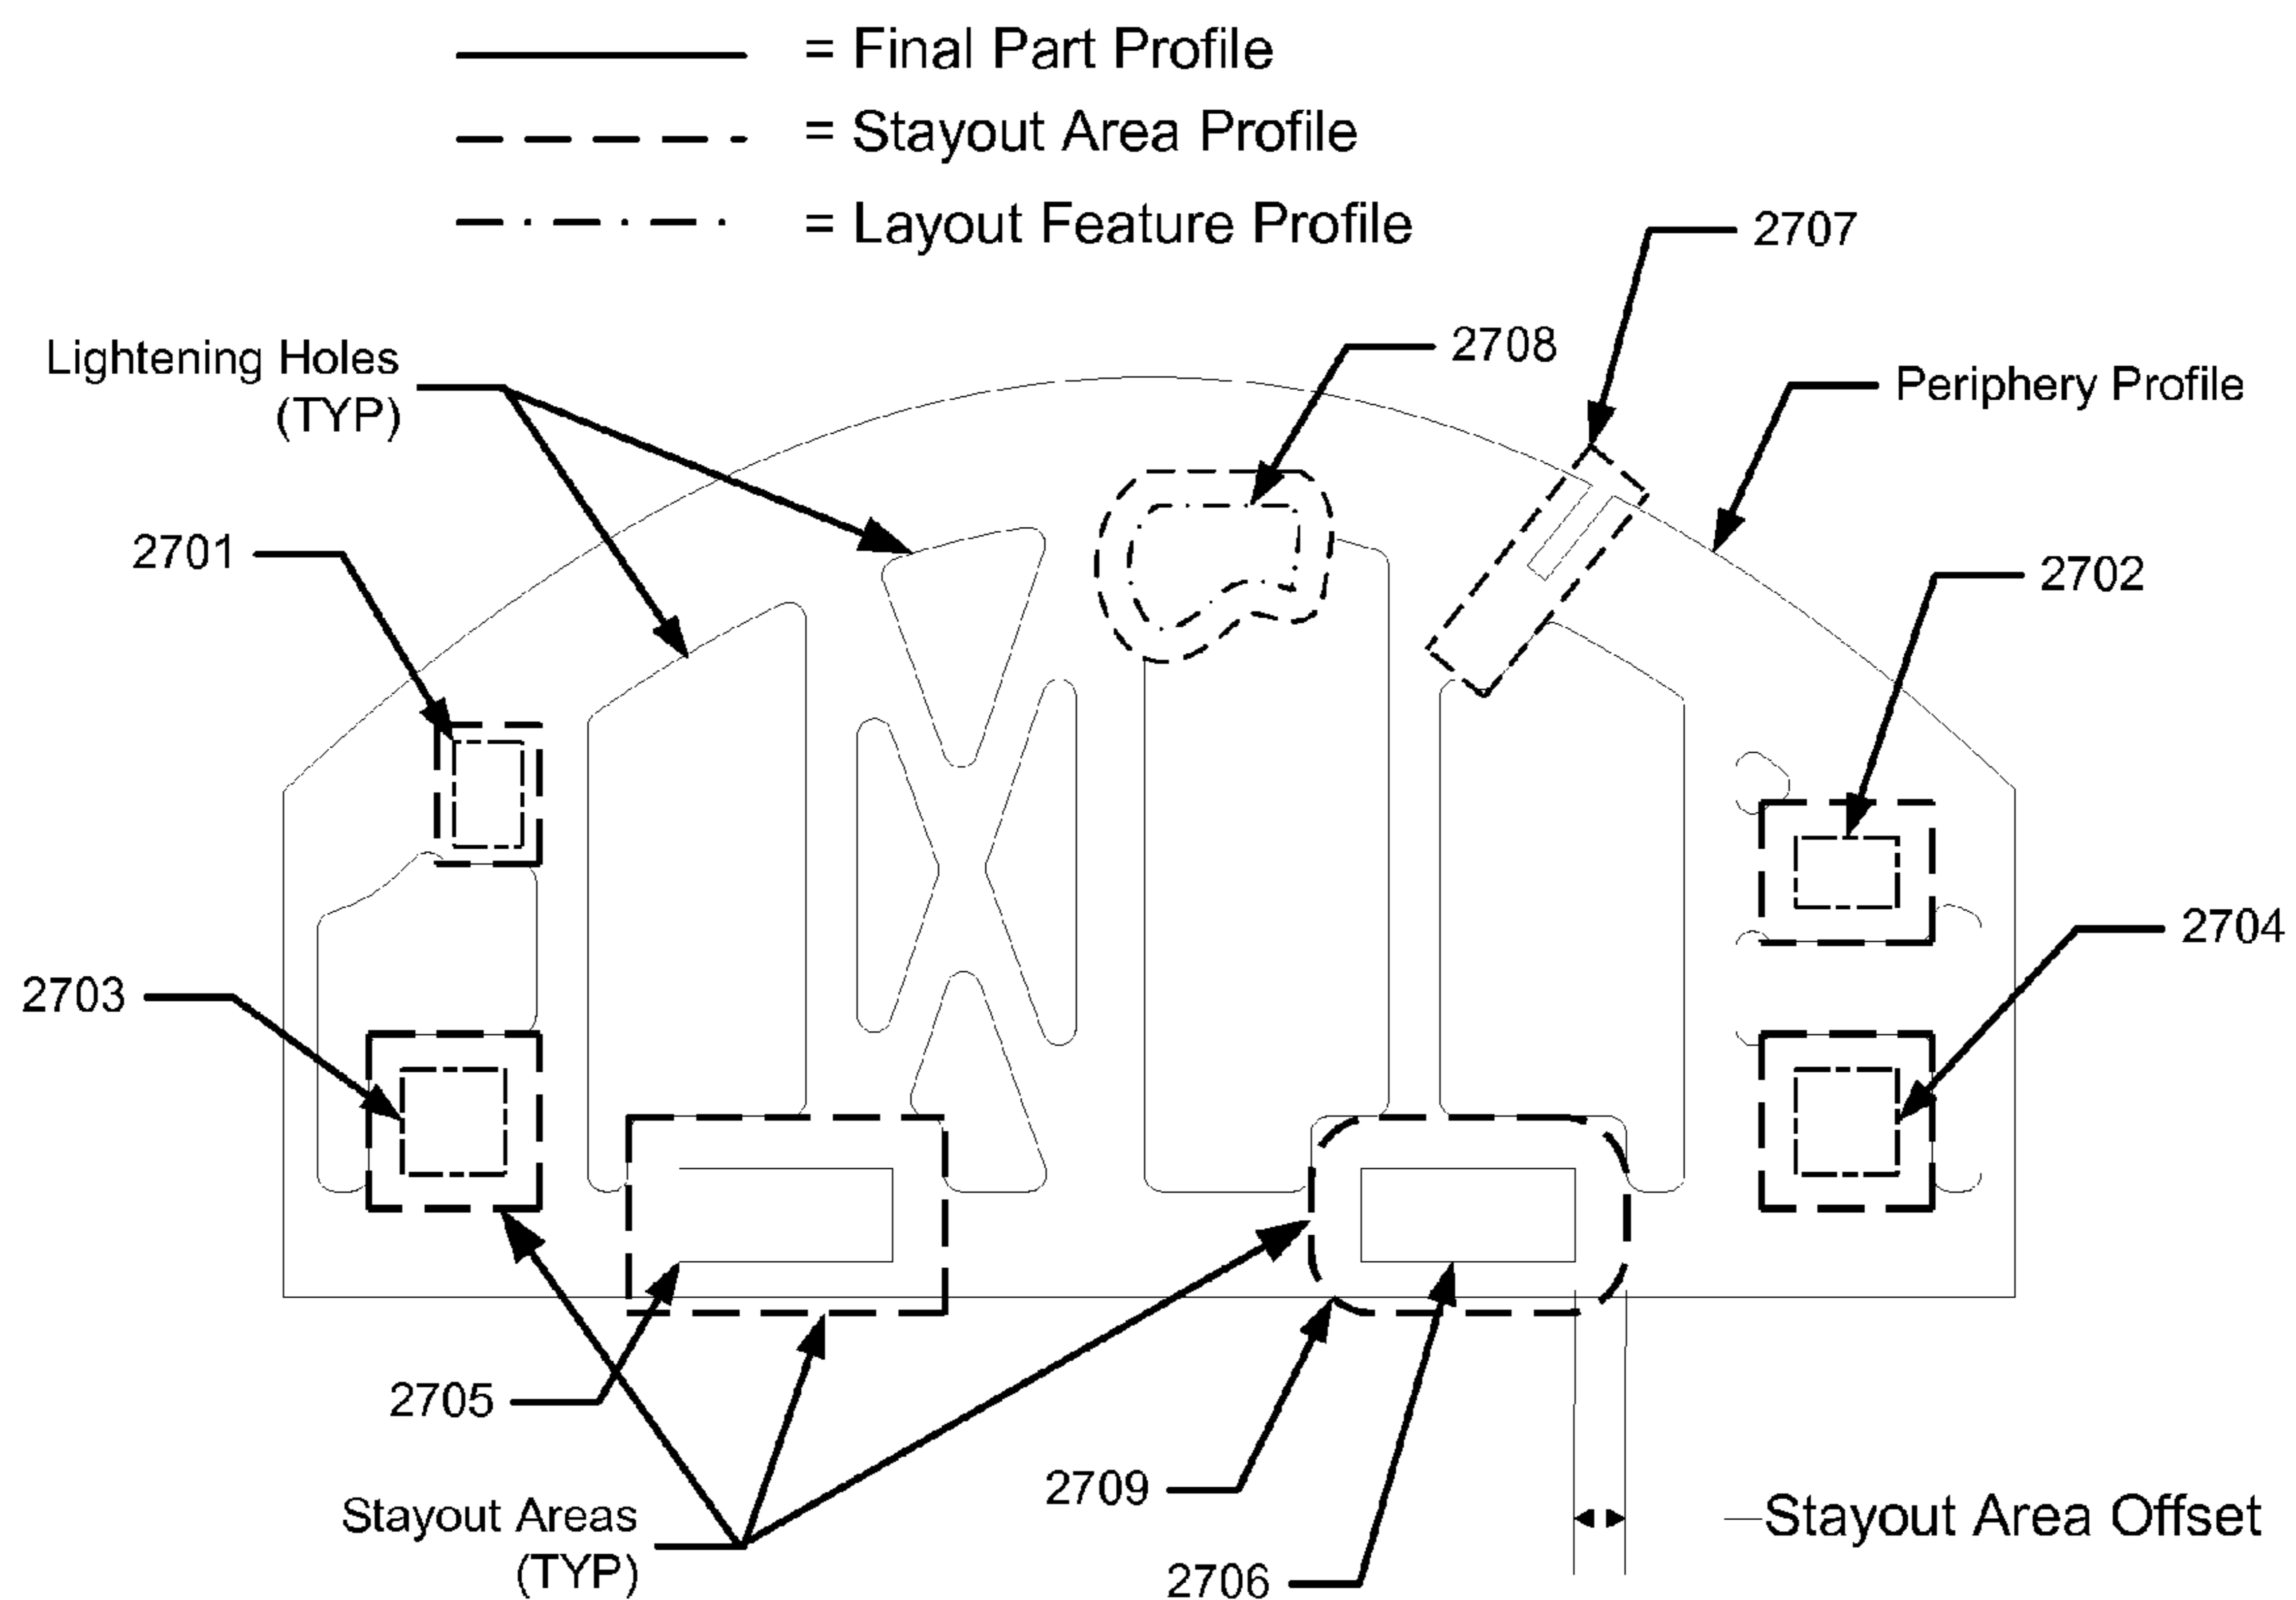 = Final Part Profile
= Stayout Area Profile
= Layout Feature Profile
2707
2708
Lightening Holes
(TYP)
Periphery Profile
2701
2702
2704
2703
2705
2709
Stayout Areas
(TYP)
Stayout Area Offset
2706